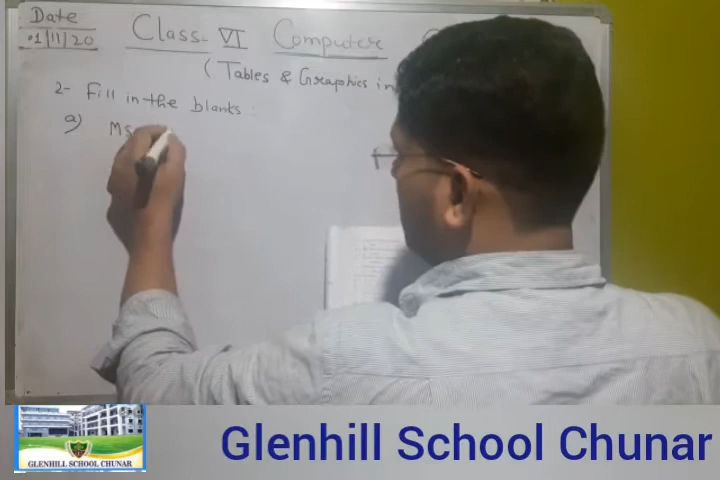 Date
01/11/20
Class- VI Computer
(Tables & Graphics in
2- Fill in the blanks:
a) MS
GLENHILL SCHOOL CHUNAR
Glenhill School Chunar